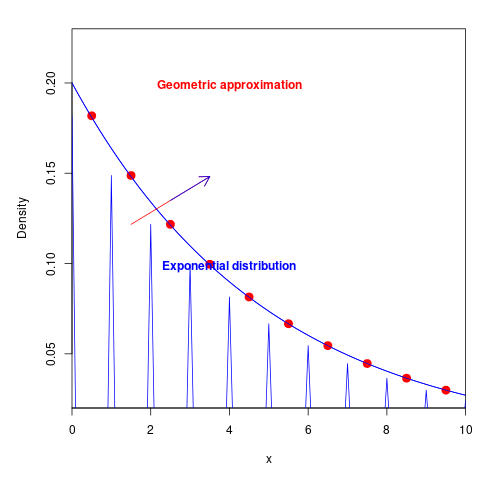 Geometric approximation
Exponential distribution
Density
0.20
0.15
0.10
0.05
0 2 4 6 8 10
x